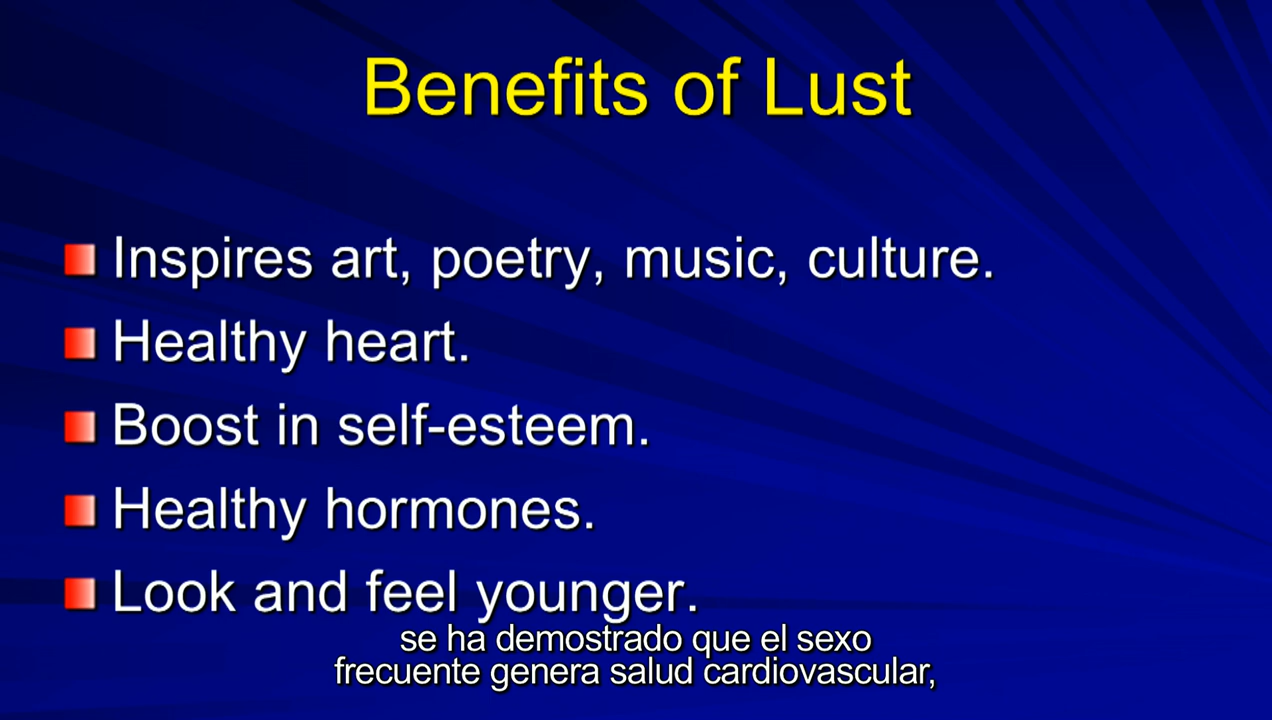 Benefits of Lust
Inspires art, poetry, music, culture.
Healthy heart.
Boost in self-esteem.
Healthy hormones.
Look and feel younger.
se ha demostrado que el sexo
frecuente genera salud cardiovascular,